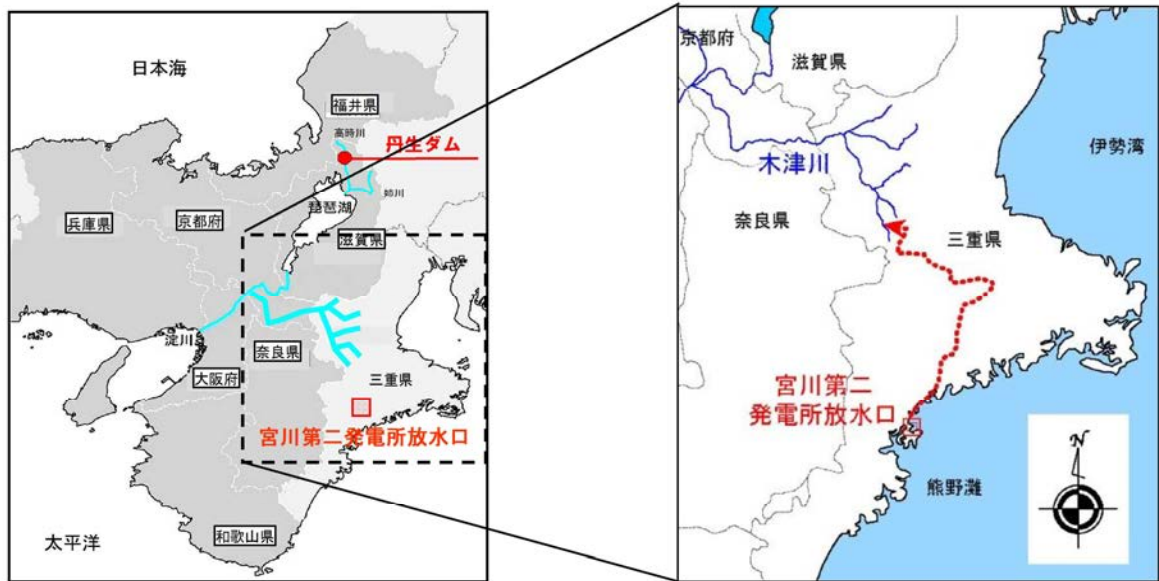 日本海
福井県
高時川
丹生ダム
姉川
琵琶湖
兵庫県
京都府
滋賀県
淀川
奈良県
大阪府
三重県
宮川第二発電所放水口
和歌山県
太平洋
京都府
滋賀県
伊勢湾
木津川
奈良県
三重県
宮川第二
発電所放水口
熊野灘
N